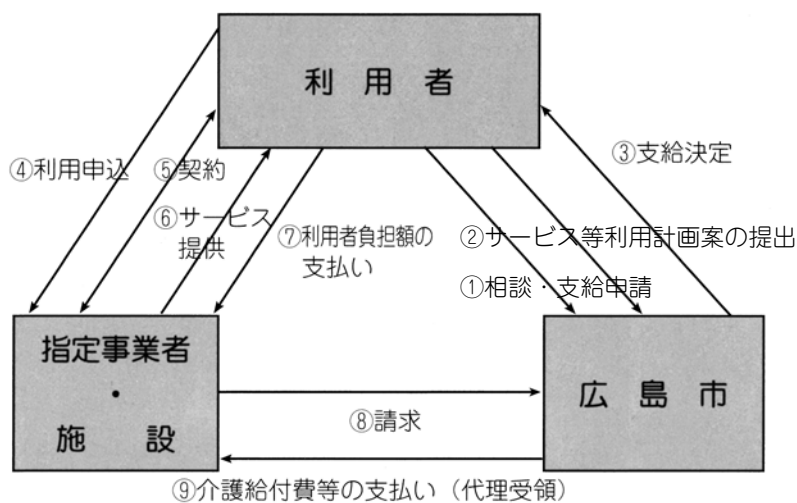 利用者
④利用申込
⑤契約
③支給決定
⑥サービス
提供
⑦利用者負担額の
支払い
②サービス等利用計画案の提出
①相談・支給申請
指定事業者
・
施設
広島市
⑧請求
⑨介護給付費等の支払い（代理受領）